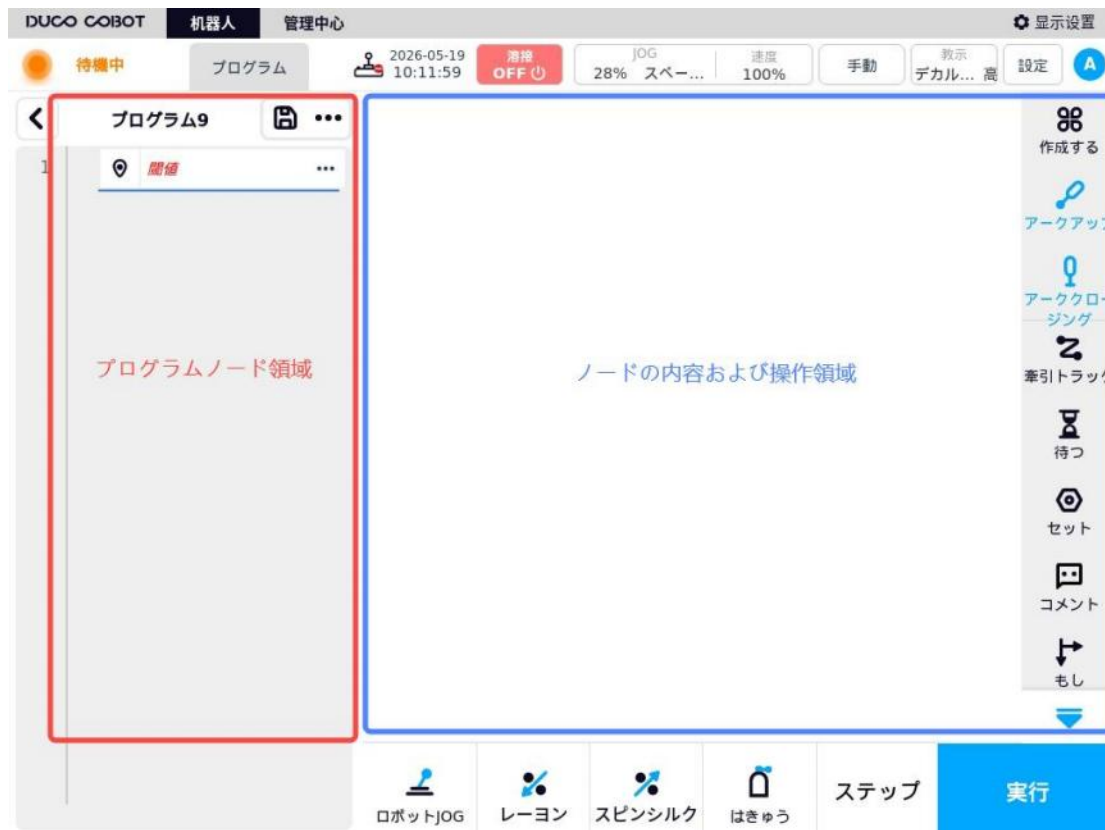 DUCO COBOT 机器人 管理中心 显示设置
待機中 プログラム 2026-05-19 10:11:59 溶接 OFF JOG 28% スペー... 速度 100% 手動 教示 デカル... 高 設定 A
プログラム9 •••
1 閾値 •••
プログラムノード領域
ノードの内容および操作領域
作成する
アークアップ
アーククロー
ジング
牽引トラック
待つ
セット
コメント
もし
ロボットJOG レーヨン スピンシルク はきゅう ステップ 実行